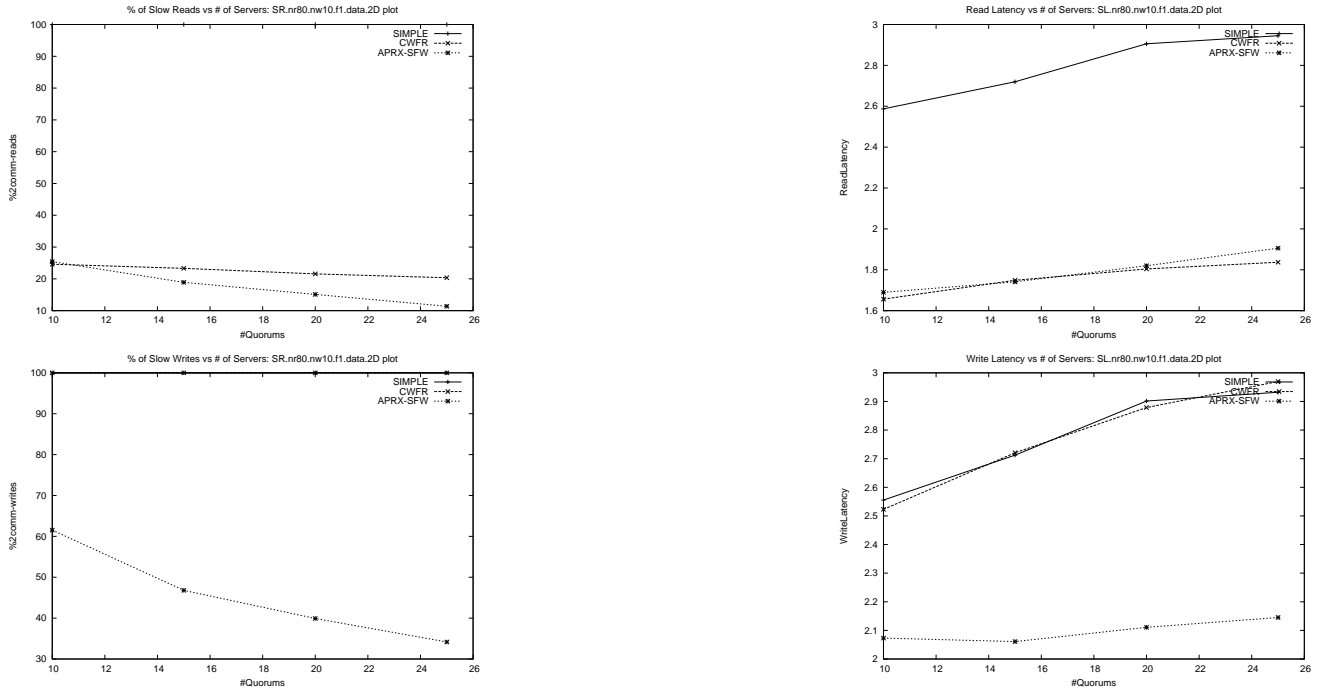 % of Slow Reads vs # of Servers: SR.nr80.nw10.f1.data.2D plot
100
90
80
70
60
50
40
30
20
10
%2comm-reads
10 12 14 16 18 20 22 24 26
#Quorums
SIMPLE
CWFR
APRX-SFW
Read Latency vs # of Servers: SL.nr80.nw10.f1.data.2D plot
3
2.8
2.6
2.4
2.2
2
1.8
1.6
ReadLatency
10 12 14 16 18 20 22 24 26
#Quorums
SIMPLE
CWFR
APRX-SFW
% of Slow Writes vs # of Servers: SR.nr80.nw10.f1.data.2D plot
100
90
80
70
60
50
40
30
%2comm-writes
10 12 14 16 18 20 22 24 26
#Quorums
SIMPLE
CWFR
APRX-SFW
Write Latency vs # of Servers: SL.nr80.nw10.f1.data.2D plot
3
2.9
2.8
2.7
2.6
2.5
2.4
2.3
2.2
2.1
2
WriteLatency
10 12 14 16 18 20 22 24 26
#Quorums
SIMPLE
CWFR
APRX-SFW